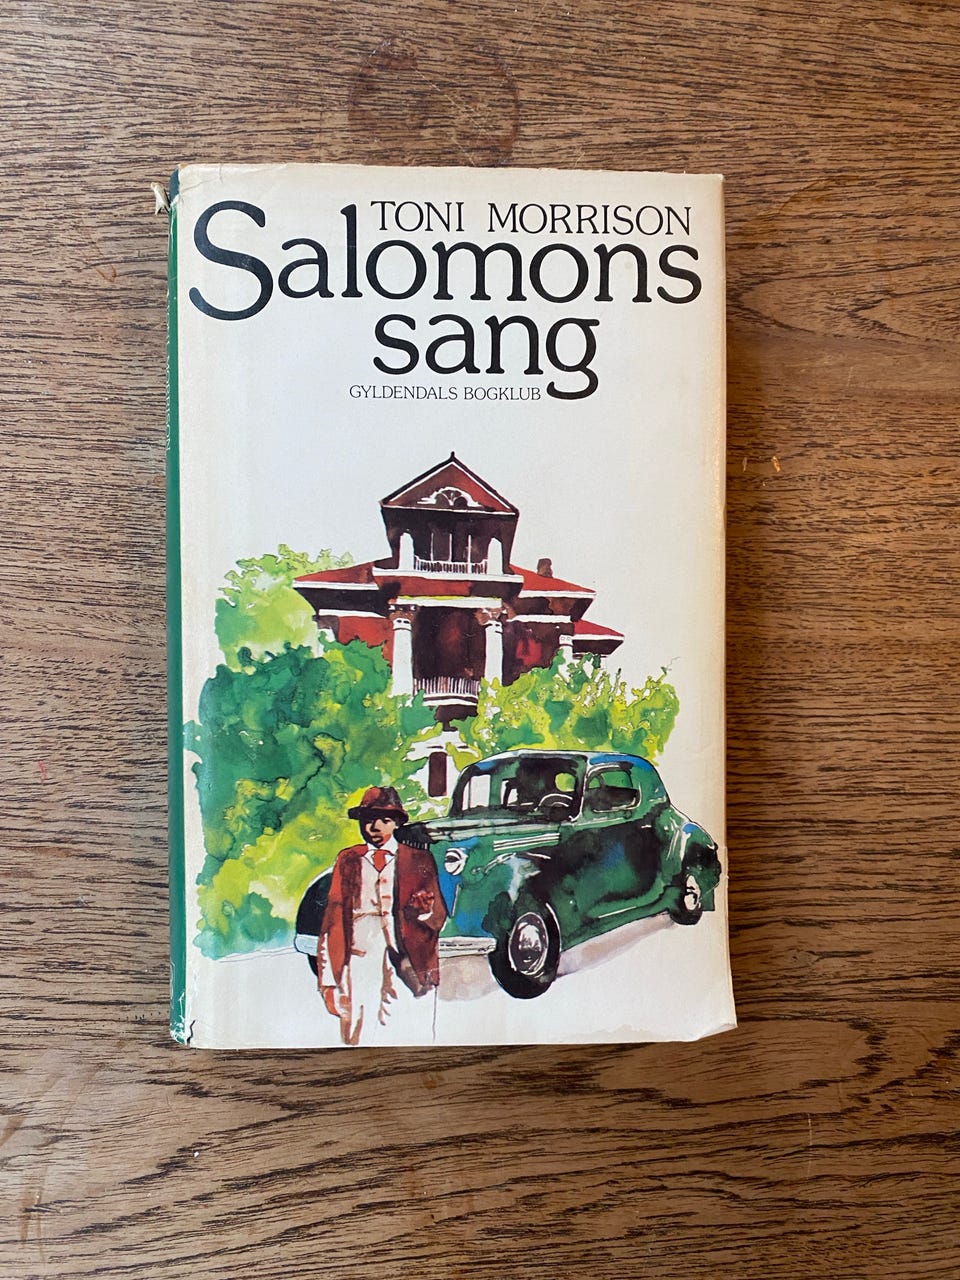 TONI MORRISON
Salomons
sang
GYLDENDALS BOGKLUB